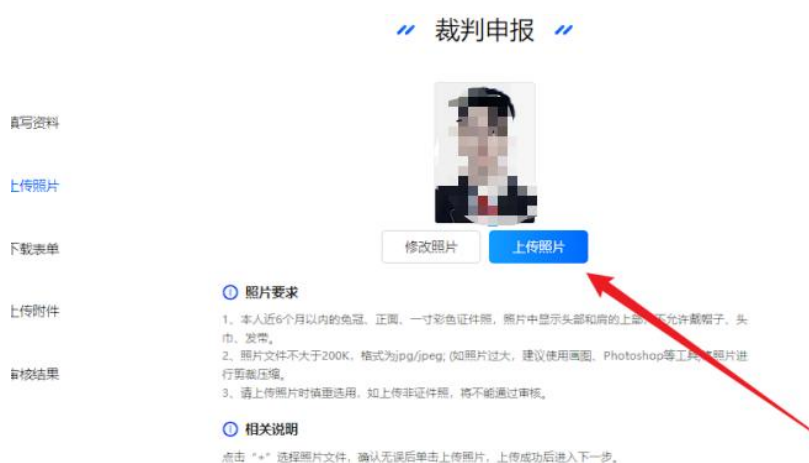 裁判申报
填写资料
上传照片
下载表单
上传附件
审核结果
修改照片
上传照片
照片要求
1、本人近6个月以内的免冠、正面、一寸彩色证件照，照片中显示头部和肩的上部，不允许戴帽子、头
巾、发带。
2、照片文件不大于200K，格式为jpg/jpeg; (如照片过大，建议使用画图、Photoshop等工具 照片进
行剪裁压缩。
3、请上传照片时慎重选用，如上传非证件照，将不能通过审核。
相关说明
点击 "+" 选择照片文件，确认无误后单击上传照片，上传成功后进入下一步。